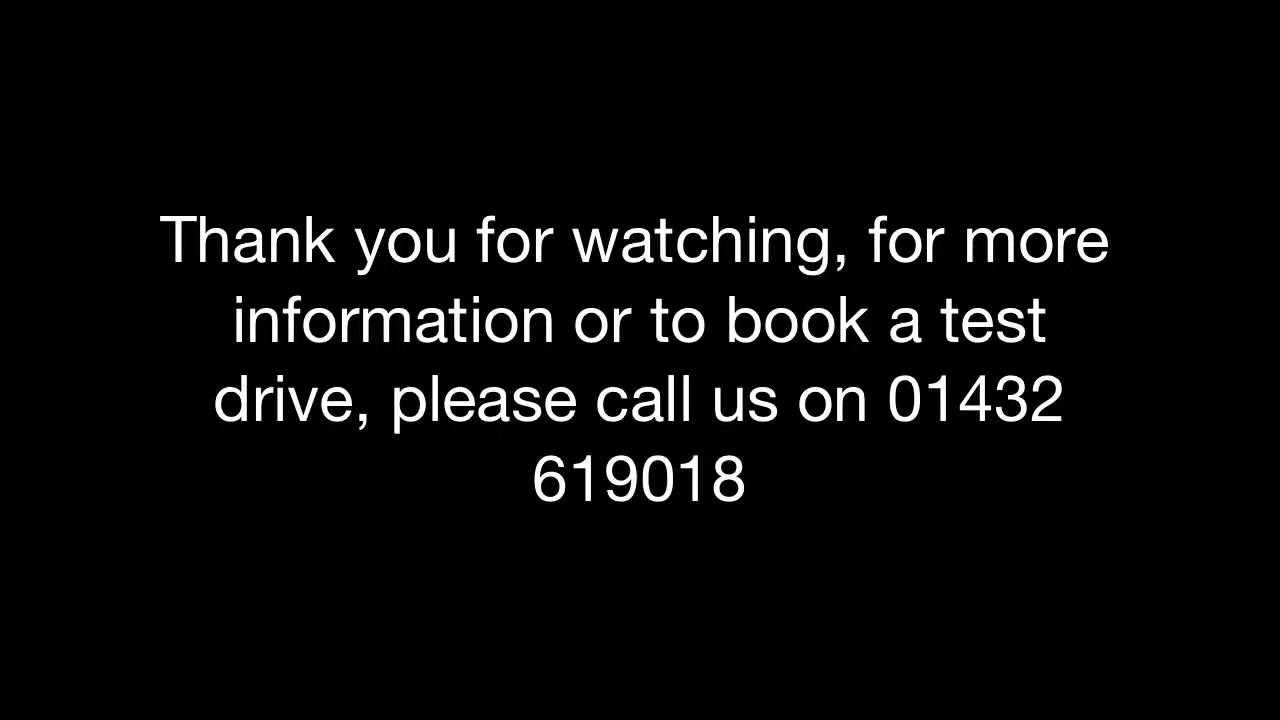 Thank you for watching, for more
information or to book a test
drive, please call us on 01432
619018